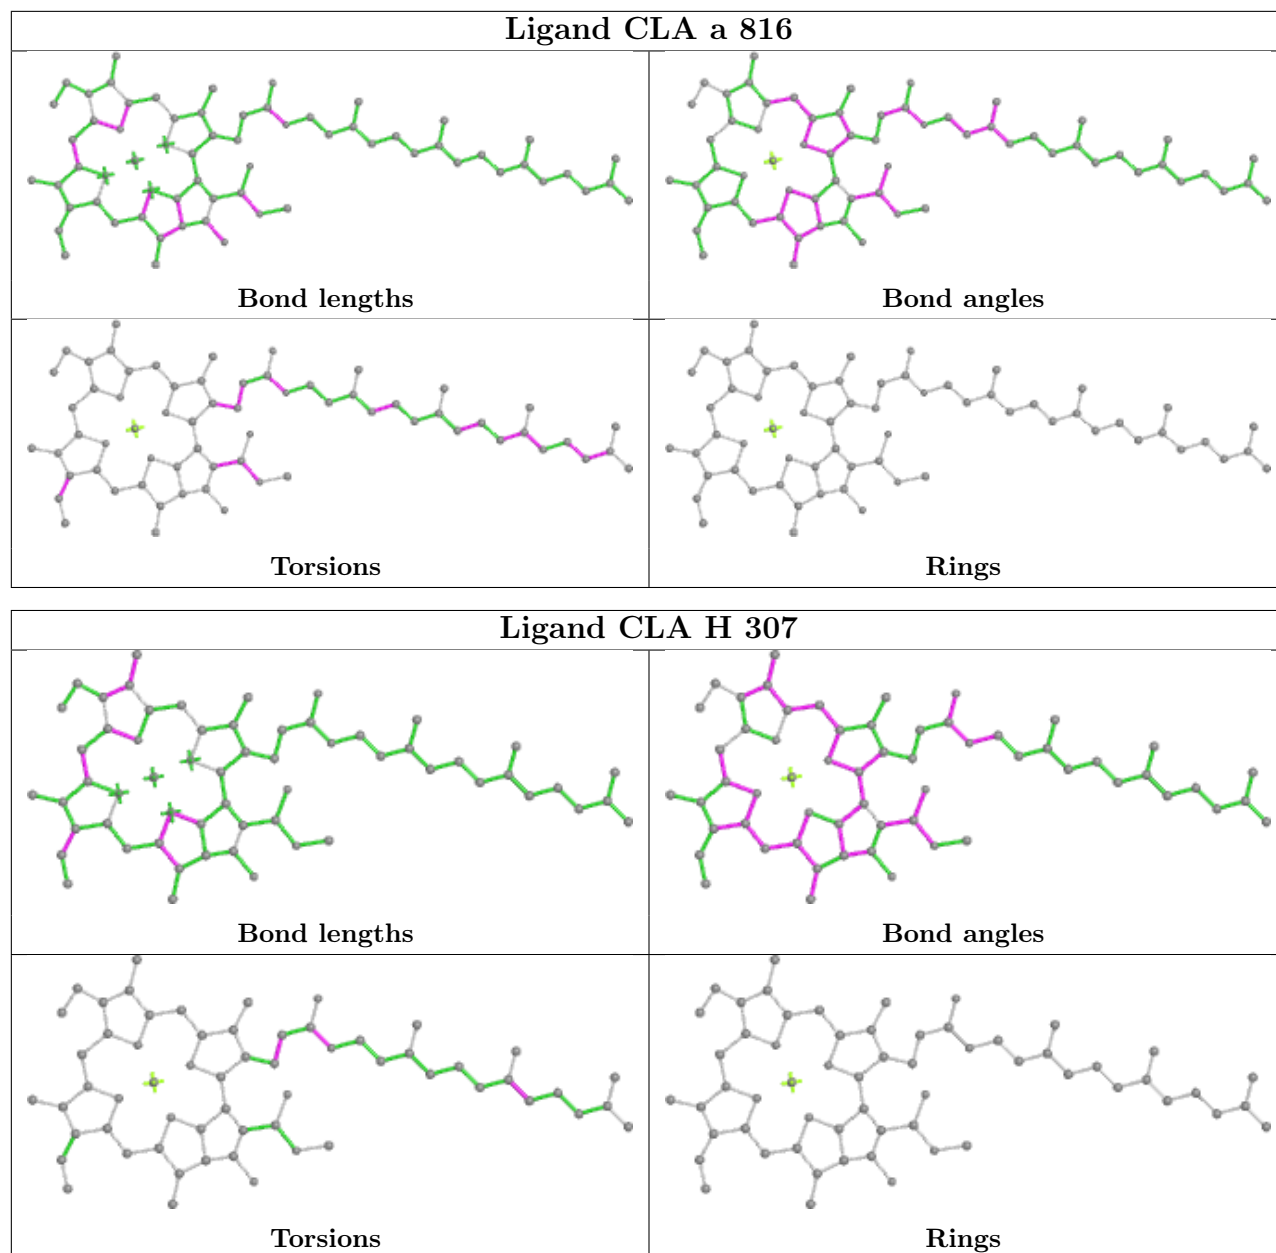 Ligand CLA a 816
Bond lengths
Bond angles
Torsions
Rings
Ligand CLA H 307
Bond lengths
Bond angles
Torsions
Rings